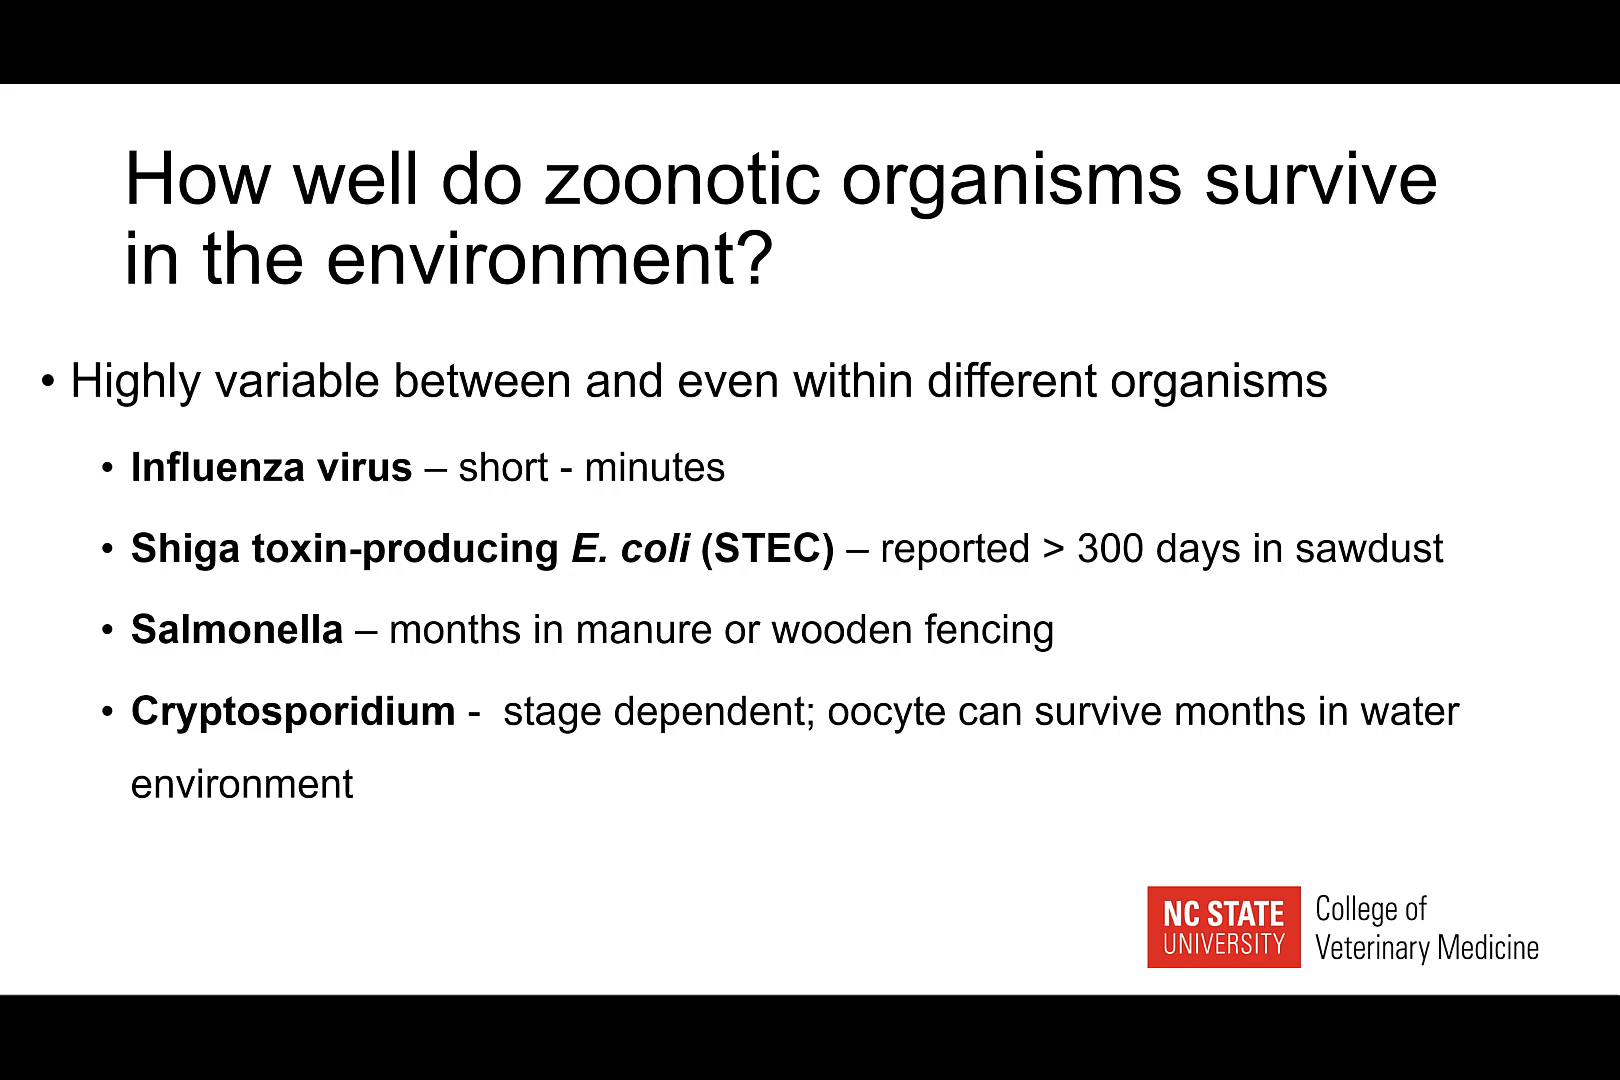 How well do zoonotic organisms survive
in the environment?
• Highly variable between and even within different organisms
• Influenza virus – short - minutes
• Shiga toxin-producing E. coli (STEC) – reported > 300 days in sawdust
• Salmonella – months in manure or wooden fencing
• Cryptosporidium -  stage dependent; oocyte can survive months in water
environment
NC STATE
UNIVERSITY
College of
Veterinary Medicine